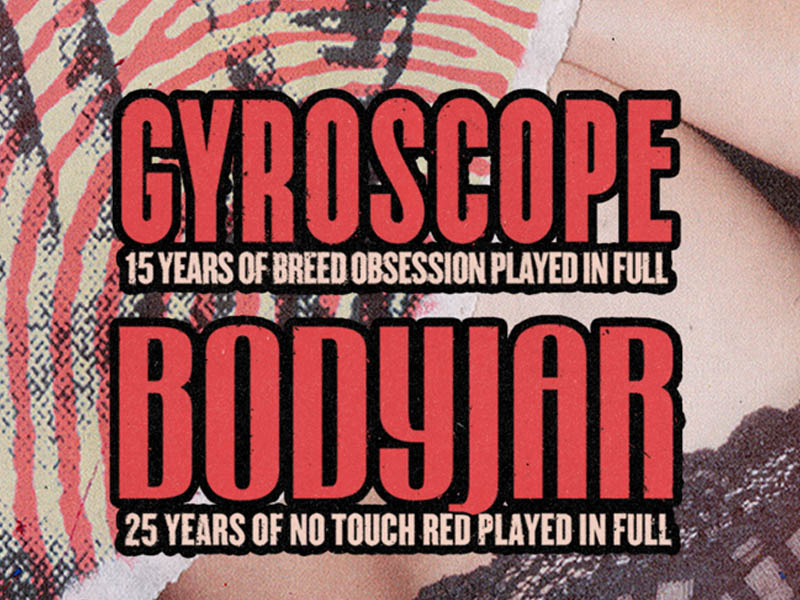 GYROSCOPE
15 YEARS OF BREED OBSESSION PLAYED IN FULL
BODYJAR
25 YEARS OF NO TOUCH RED PLAYED IN FULL